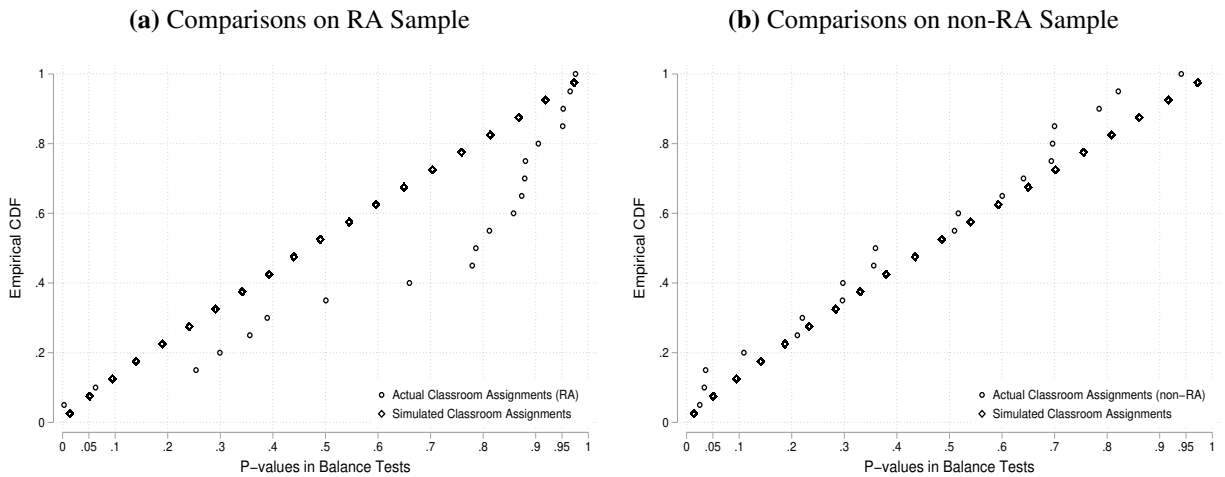 (a) Comparisons on RA Sample
1
.8
.6
.4
.2
0
Empirical CDF
Actual Classroom Assignments (RA)
Simulated Classroom Assignments
0 .05 .1 .2 .3 .4 .5 .6 .7 .8 .9 .95 1
P−values in Balance Tests
(b) Comparisons on non-RA Sample
1
.8
.6
.4
.2
0
Empirical CDF
Actual Classroom Assignments (non−RA)
Simulated Classroom Assignments
0 .05 .1 .2 .3 .4 .5 .6 .7 .8 .9 .95 1
P−values in Balance Tests